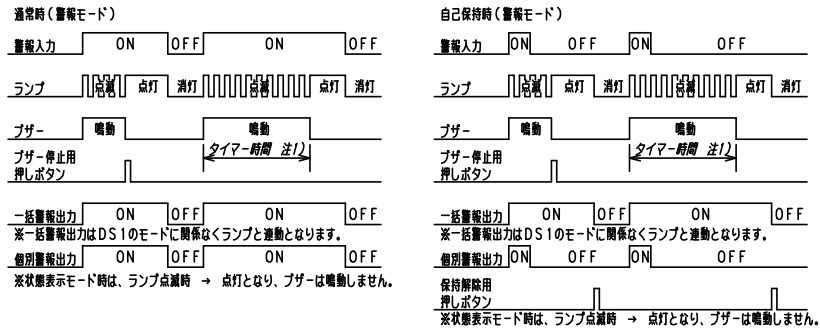 通常時(警報モード)
警報入力 ON OFF ON OFF
ランプ 点滅 点灯 消灯 点滅 点灯 消灯
ブザー 鳴動 鳴動
タイマー時間 注1)
ブザー停止用
押しボタン
一括警報出力 ON OFF ON OFF
※一括警報出力はDS1のモードに関係なくランプと連動となります。
個別警報出力 ON OFF ON OFF
※状態表示モード時は、ランプ点滅時 → 点灯となり、ブザーは鳴動しません。
自己保持時(警報モード)
警報入力 ON OFF ON OFF
ランプ 点滅 点灯 消灯 点滅 点灯 消灯
ブザー 鳴動 鳴動
タイマー時間 注1)
ブザー停止用
押しボタン
一括警報出力 ON OFF ON OFF
※一括警報出力はDS1のモードに関係なくランプと連動となります。
個別警報出力 ON OFF ON OFF
保持解除用
押しボタン
※状態表示モード時は、ランプ点滅時 → 点灯となり、ブザーは鳴動しません。